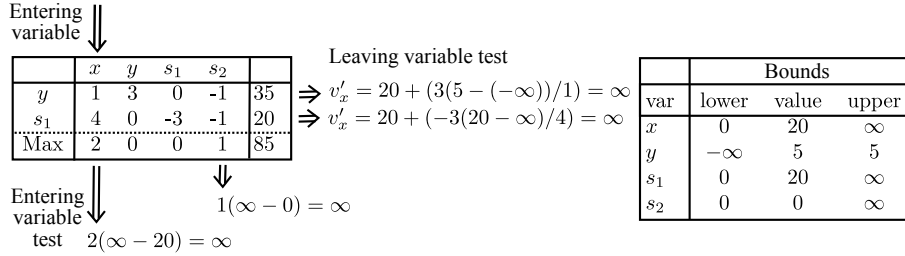 Entering
variable
Leaving variable test
x y s₁ s₂
y 1 3 0 -1 35
s₁ 4 0 -3 -1 20
Max 2 0 0 1 85
⇒ v′ₓ = 20 + (3(5 − (−∞))/1) = ∞
⇒ v′ₓ = 20 + (−3(20 − ∞)/4) = ∞
Entering
variable
test
1(∞ − 0) = ∞
2(∞ − 20) = ∞
Bounds
var lower value upper
x 0 20 ∞
y −∞ 5 5
s₁ 0 20 ∞
s₂ 0 0 ∞